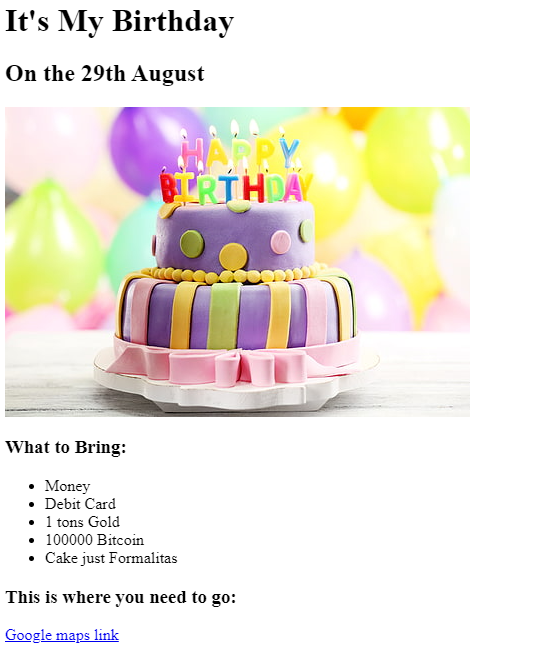 It's My Birthday
On the 29th August
HAPPY
BIRTHDAY
What to Bring:
Money
Debit Card
1 tons Gold
100000 Bitcoin
Cake just Formalitas
This is where you need to go:
Google maps link